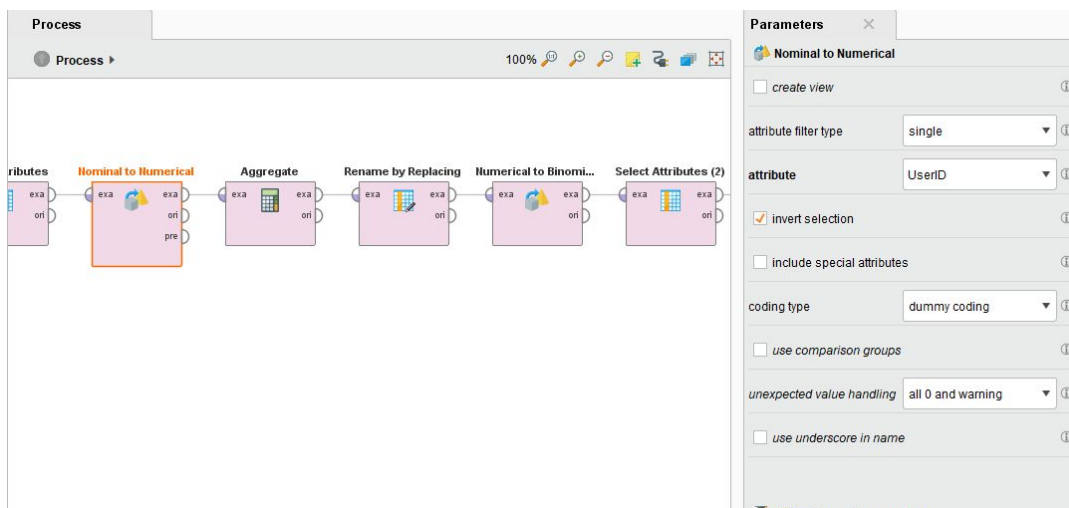 Process
Process
100%
ributes
exa
ori
Nominal to Numerical
exa
exa
ori
pre
Aggregate
exa
exa
ori
Rename by Replacing
exa
exa
ori
Numerical to Binomi...
exa
exa
ori
Select Attributes (2)
exa
exa
ori
Parameters
Nominal to Numerical
create view
attribute filter type single
attribute UserID
invert selection
include special attributes
coding type dummy coding
use comparison groups
unexpected value handling all 0 and warning
use underscore in name